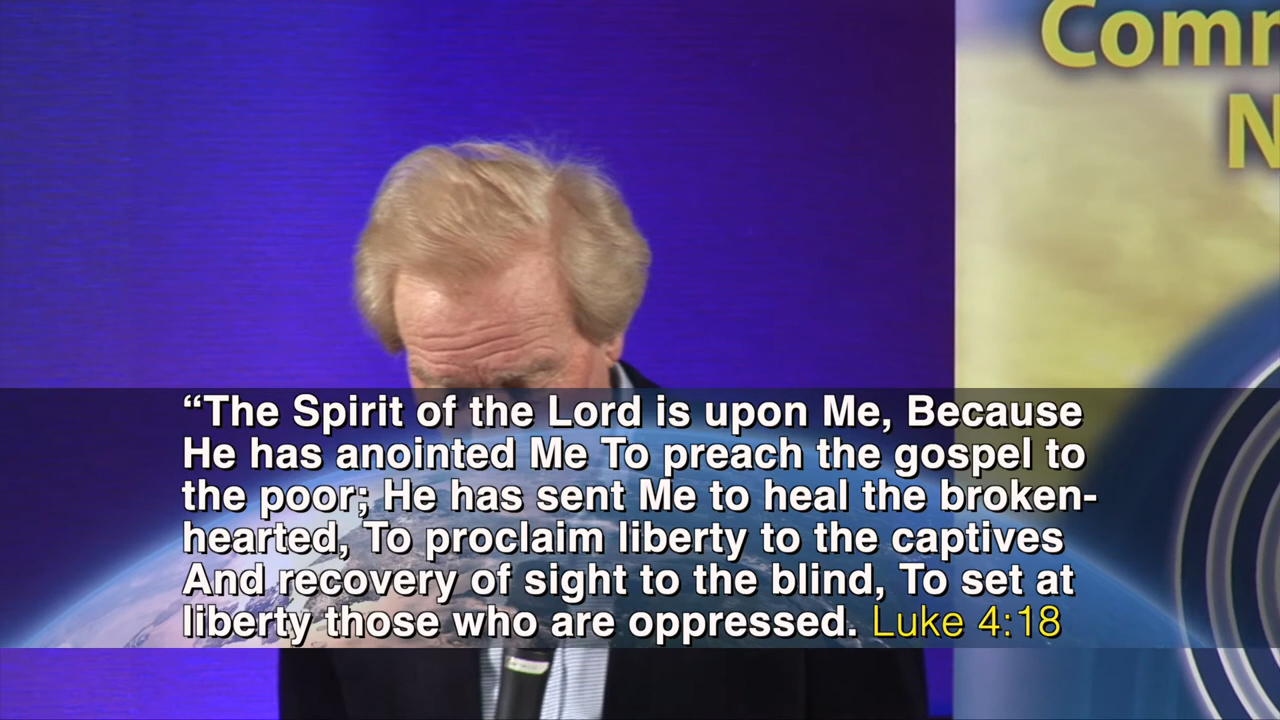 Comm
N
“The Spirit of the Lord is upon Me, Because
He has anointed Me To preach the gospel to
the poor; He has sent Me to heal the broken-
hearted, To proclaim liberty to the captives
And recovery of sight to the blind, To set at
liberty those who are oppressed. Luke 4:18